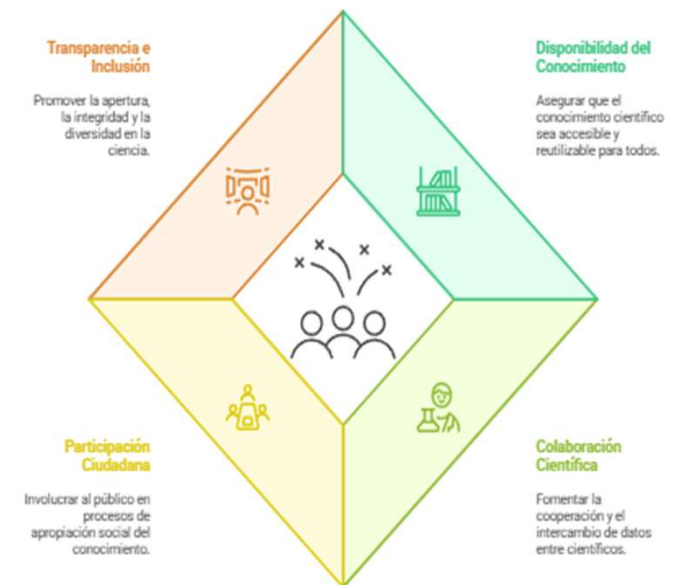 Transparencia e
Inclusión
Promover la apertura,
la integridad y la
diversidad en la
ciencia.
Disponibilidad del
Conocimiento
Asegurar que el
conocimiento científico
sea accesible y
reutilizable para todos.
Participación
Ciudadana
Involucrar al público en
procesos de
apropiación social del
conocimiento.
Colaboración
Científica
Fomentar la
cooperación y el
intercambio de datos
entre científicos.